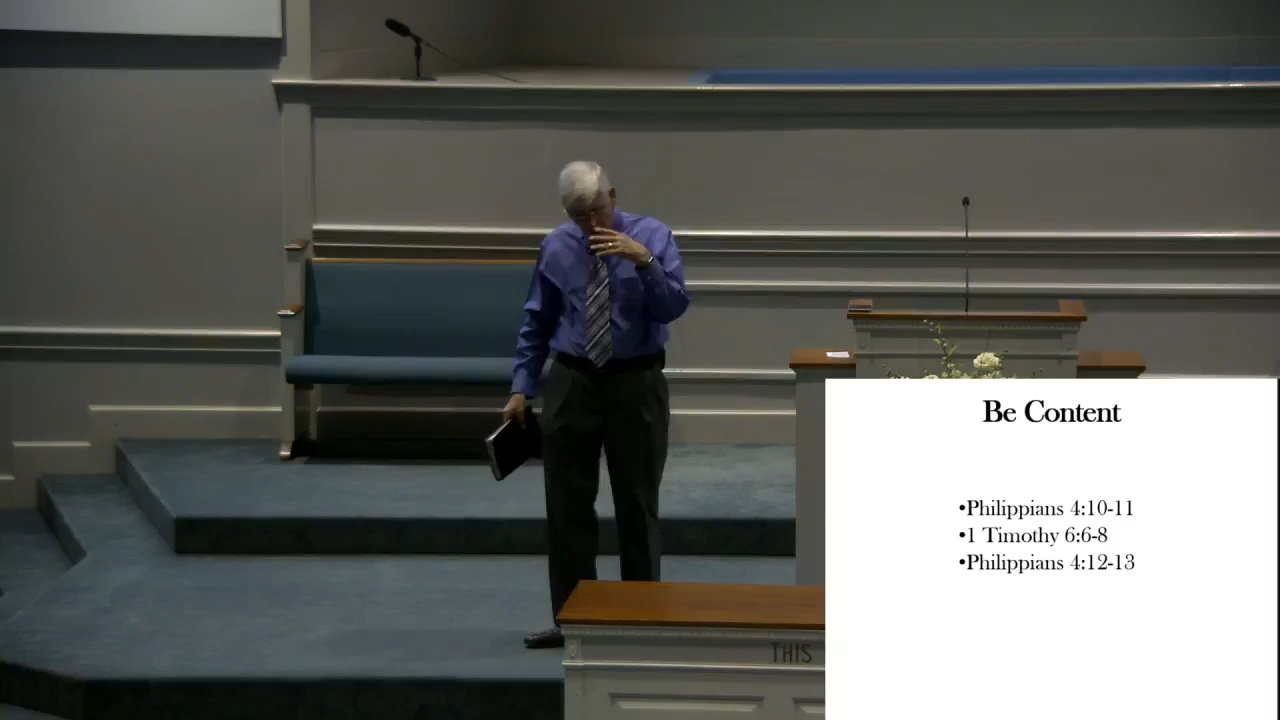 Be Content
•Philippians 4:10-11
•1 Timothy 6:6-8
•Philippians 4:12-13
THIS